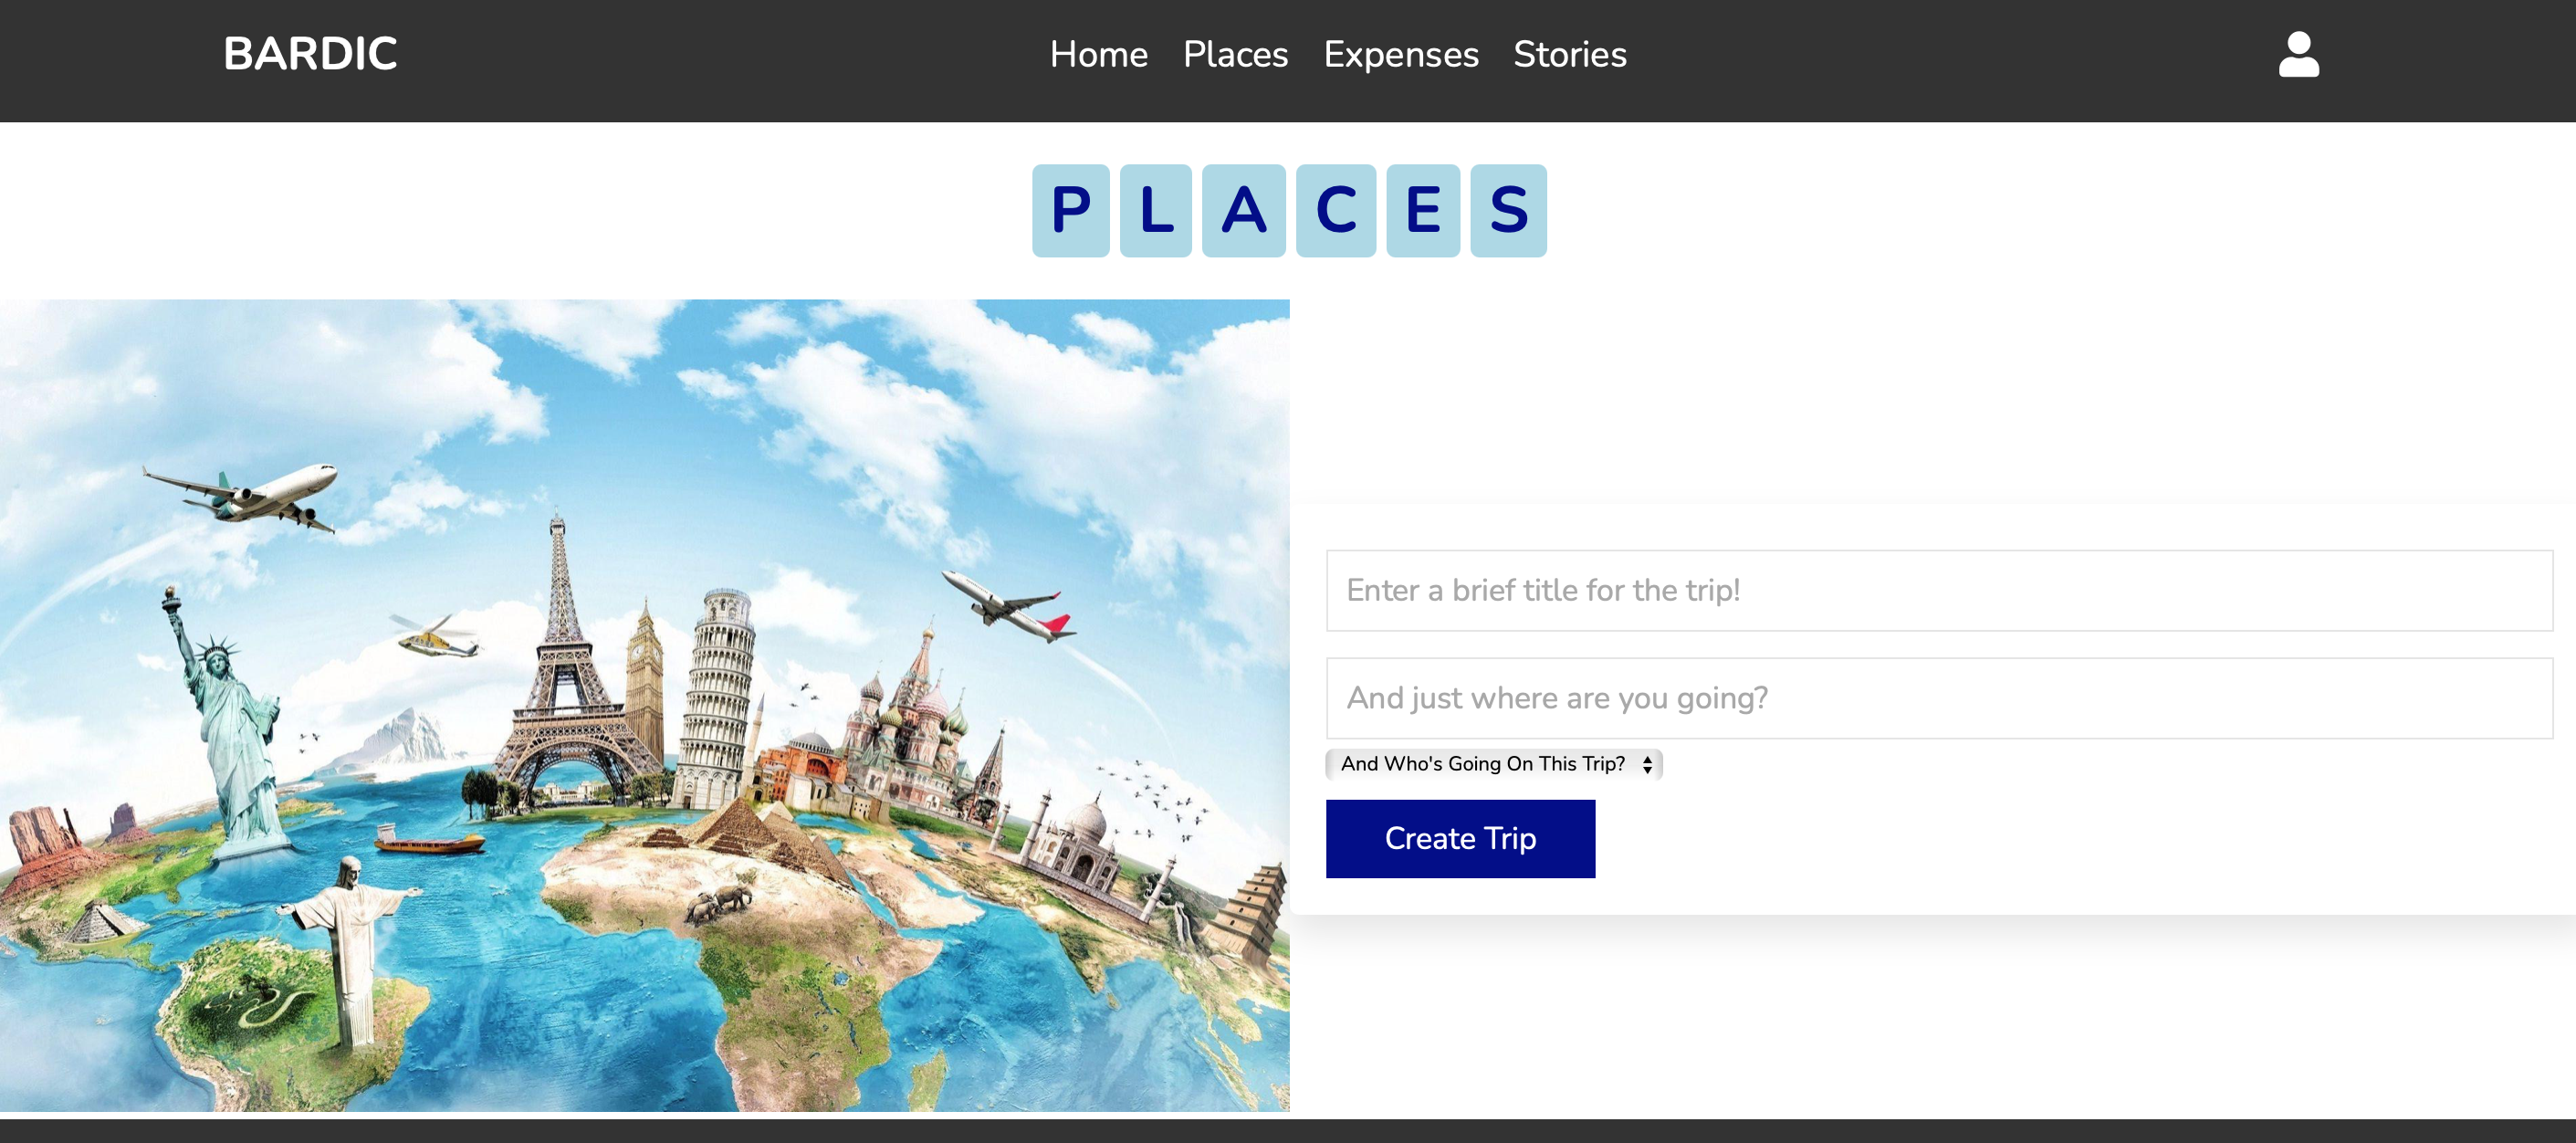 BARDIC
Home Places Expenses Stories
PLACES
Enter a brief title for the trip!
And just where are you going?
And Who's Going On This Trip?
Create Trip